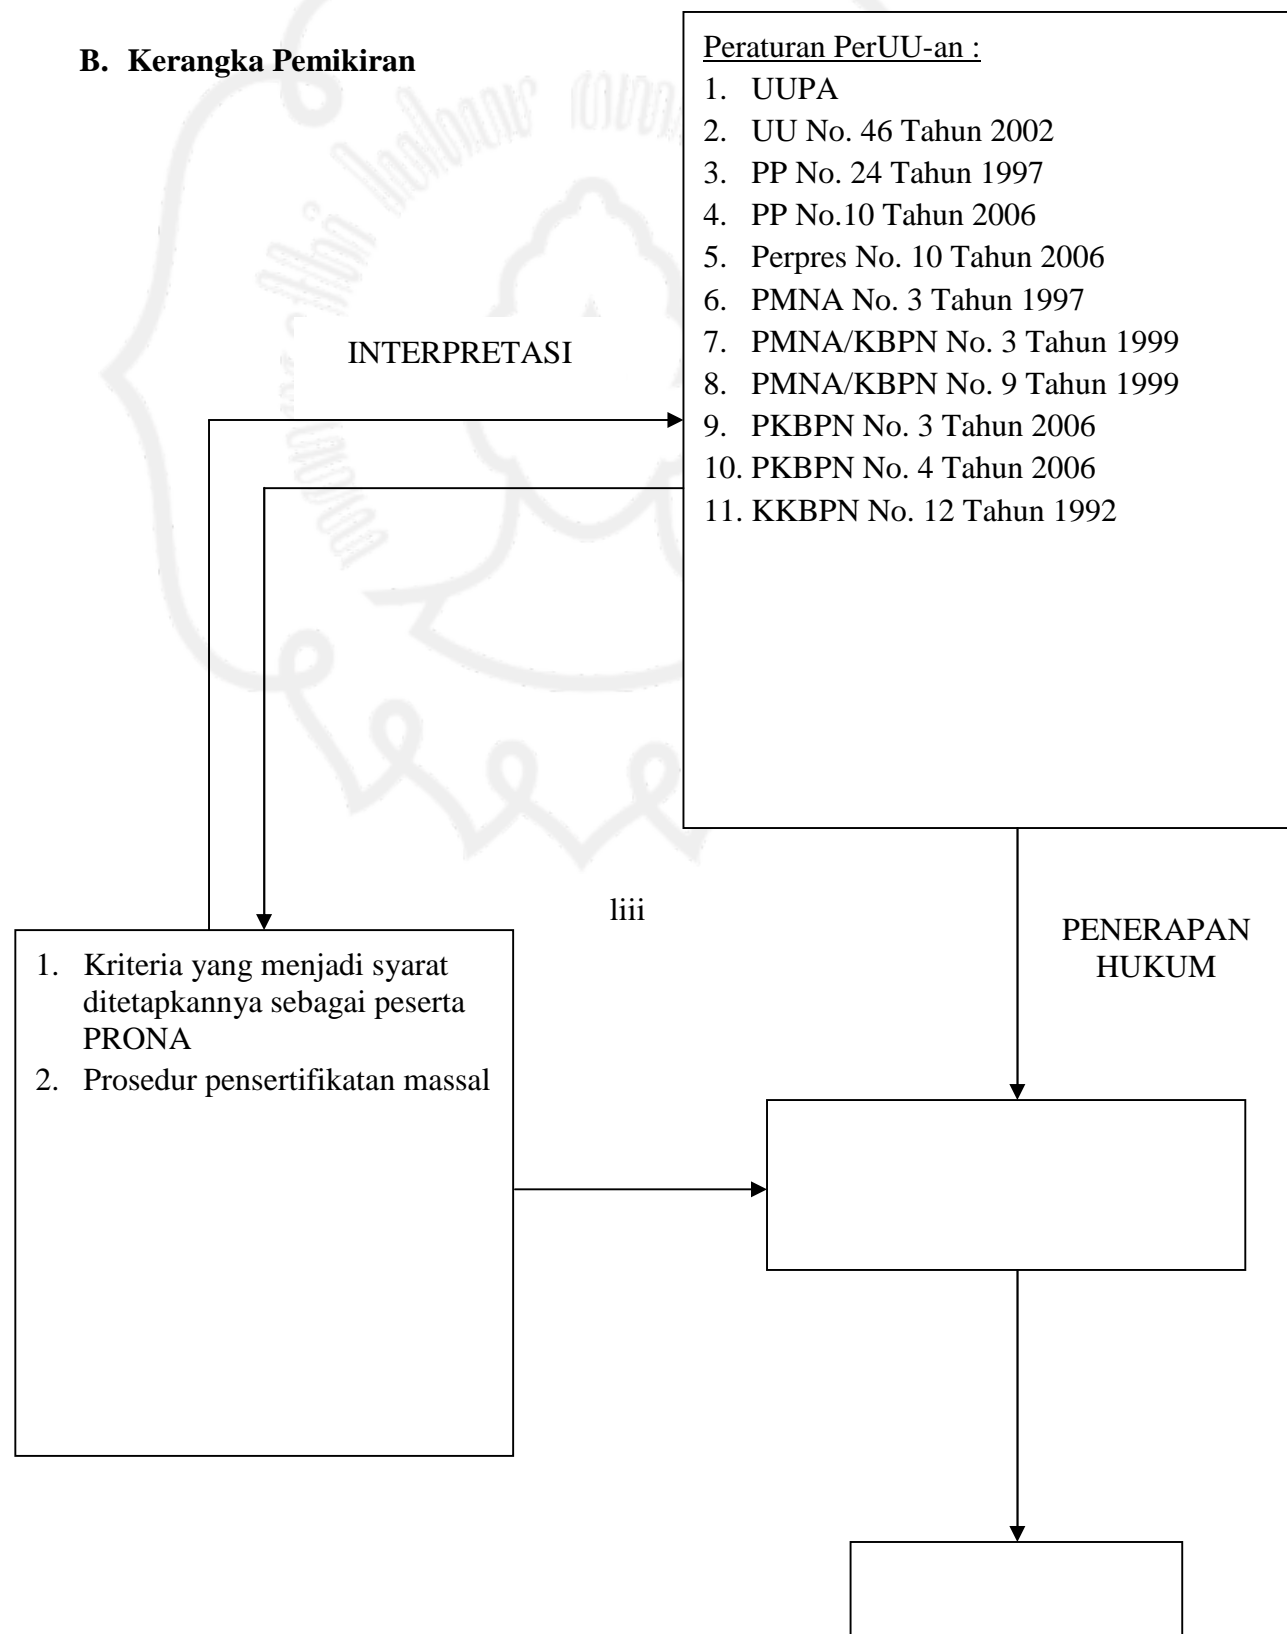 B. Kerangka Pemikiran
Peraturan PerUU-an :
1. UUPA
2. UU No. 46 Tahun 2002
3. PP No. 24 Tahun 1997
4. PP No.10 Tahun 2006
5. Perpres No. 10 Tahun 2006
6. PMNA No. 3 Tahun 1997
7. PMNA/KBPN No. 3 Tahun 1999
8. PMNA/KBPN No. 9 Tahun 1999
9. PKBPN No. 3 Tahun 2006
10. PKBPN No. 4 Tahun 2006
11. KKBPN No. 12 Tahun 1992
INTERPRETASI
liii
PENERAPAN
HUKUM
1. Kriteria yang menjadi syarat
ditetapkannya sebagai peserta
PRONA
2. Prosedur pensertifikatan massal